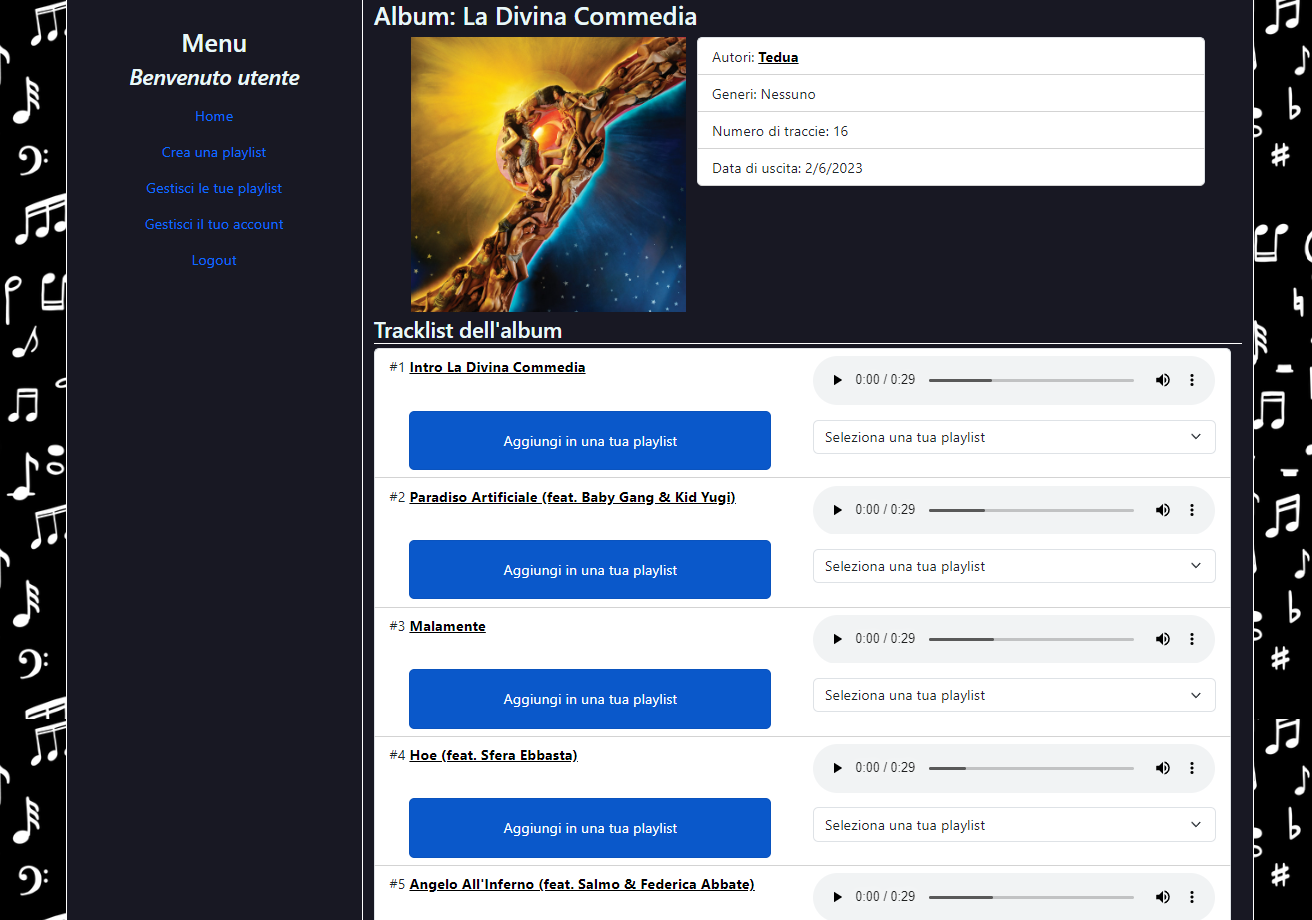 Menu
Benvenuto utente
Home
Crea una playlist
Gestisci le tue playlist
Gestisci il tuo account
Logout
Album: La Divina Commedia
Autori: Tedua
Generi: Nessuno
Numero di traccie: 16
Data di uscita: 2/6/2023
Tracklist dell'album
#1 Intro La Divina Commedia
0:00 / 0:29
Aggiungi in una tua playlist
Seleziona una tua playlist
#2 Paradiso Artificiale (feat. Baby Gang & Kid Yugi)
0:00 / 0:29
Aggiungi in una tua playlist
Seleziona una tua playlist
#3 Malamente
0:00 / 0:29
Aggiungi in una tua playlist
Seleziona una tua playlist
#4 Hoe (feat. Sfera Ebbasta)
0:00 / 0:29
Aggiungi in una tua playlist
Seleziona una tua playlist
#5 Angelo All'Inferno (feat. Salmo & Federica Abbate)
0:00 / 0:29